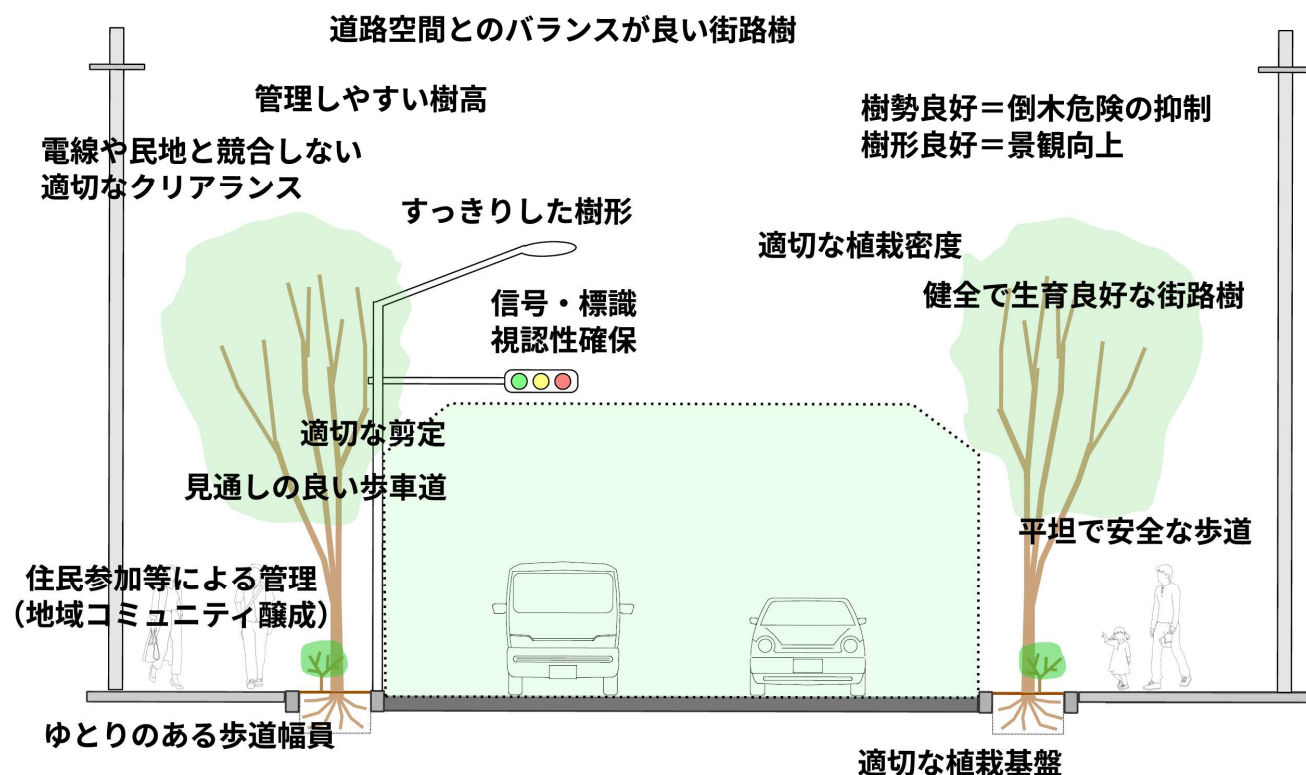 道路空間とのバランスが良い街路樹
管理しやすい樹高
樹勢良好＝倒木危険の抑制
樹形良好＝景観向上
電線や民地と競合しない
適切なクリアランス
すっきりした樹形
適切な植栽密度
健全で生育良好な街路樹
信号・標識
視認性確保
適切な剪定
見通しの良い歩車道
平坦で安全な歩道
住民参加等による管理
（地域コミュニティ醸成）
ゆとりのある歩道幅員
適切な植栽基盤